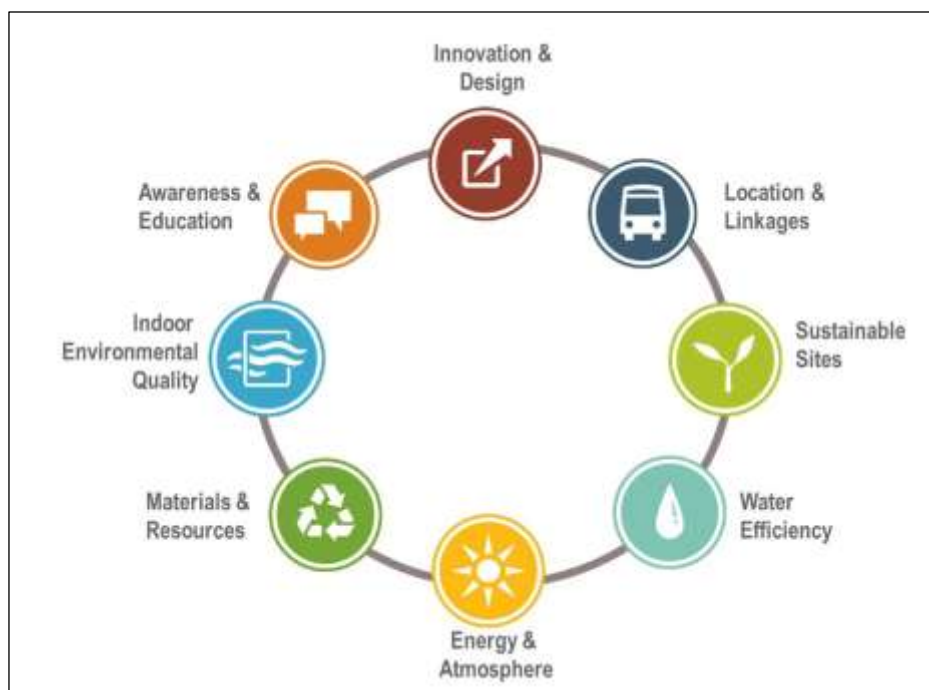 Innovation &
Design
Location &
Linkages
Sustainable
Sites
Water
Efficiency
Energy &
Atmosphere
Materials &
Resources
Indoor
Environmental
Quality
Awareness &
Education